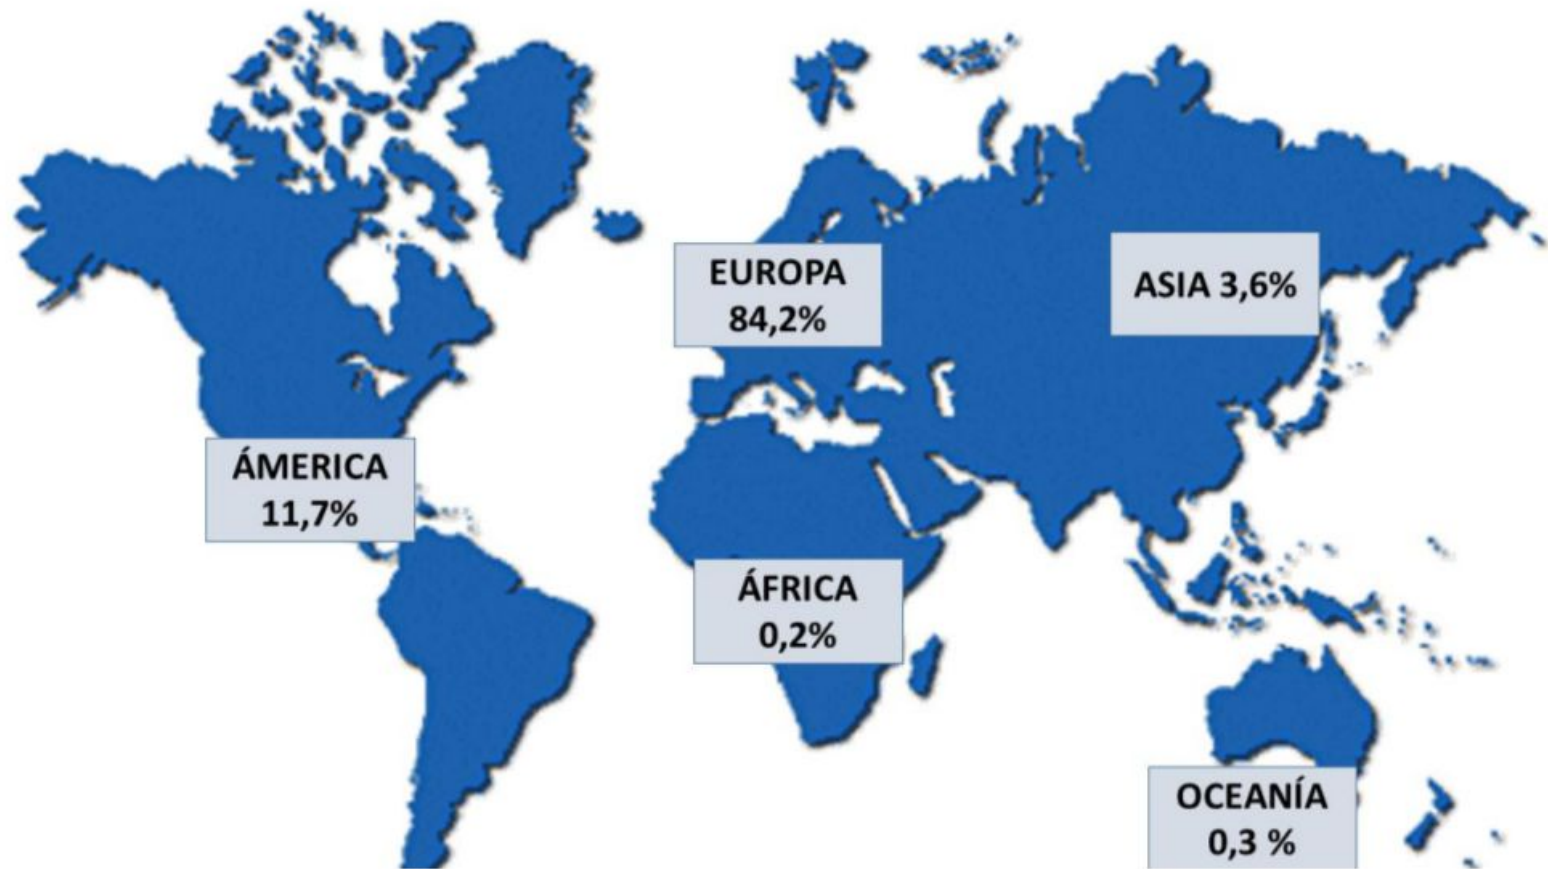 EUROPA
84,2%
ASIA 3,6%
ÁMERICA
11,7%
ÁFRICA
0,2%
OCEANÍA
0,3 %